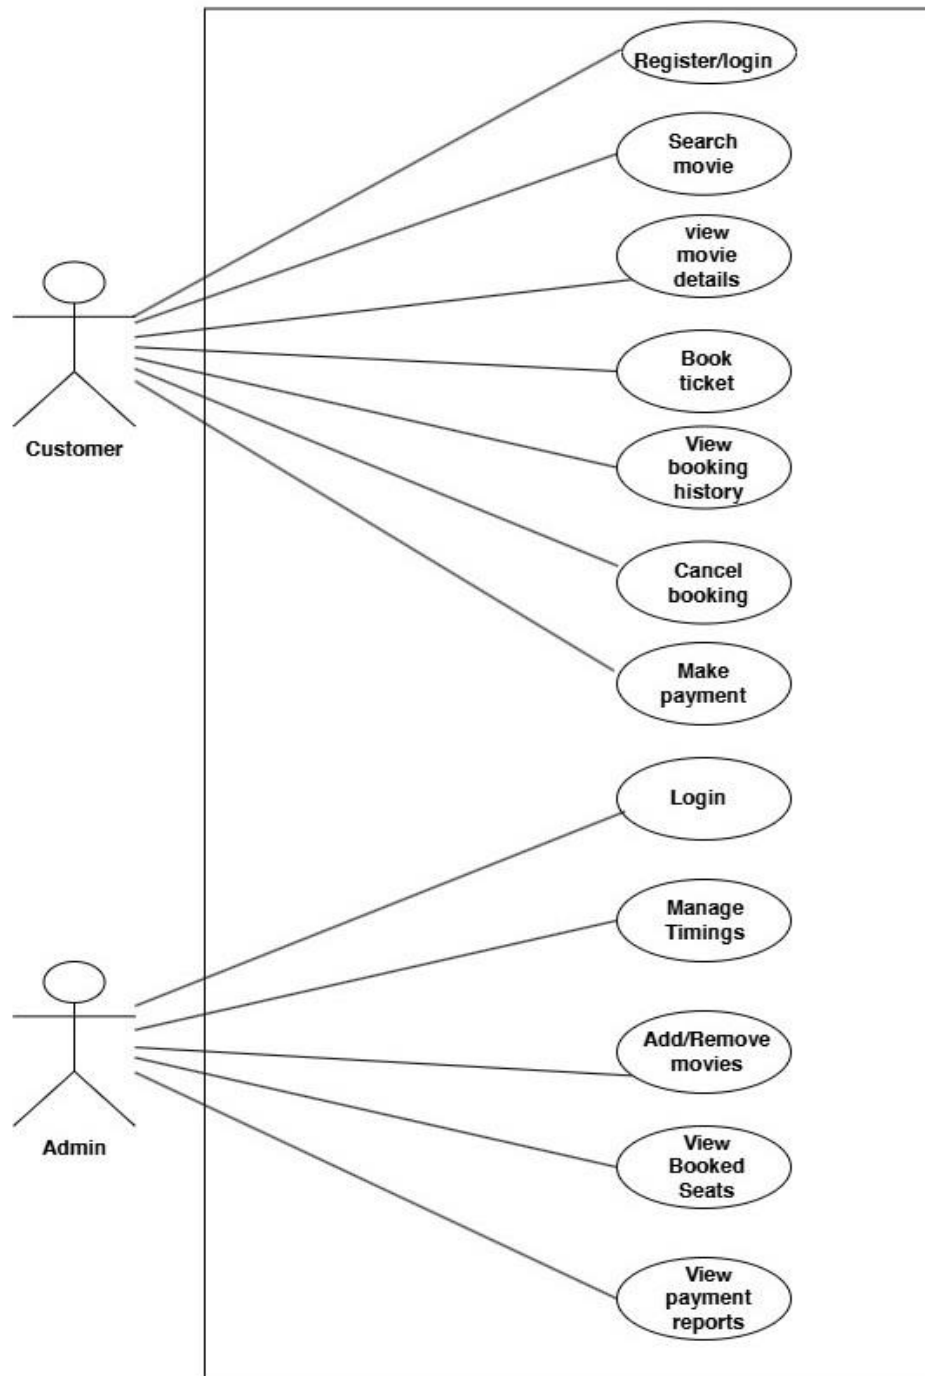 Register/login
Search
movie
view
movie
details
Book
ticket
Customer
View
booking
history
Cancel
booking
Make
payment
Login
Manage
Timings
Add/Remove
movies
Admin
View
Booked
Seats
View
payment
reports